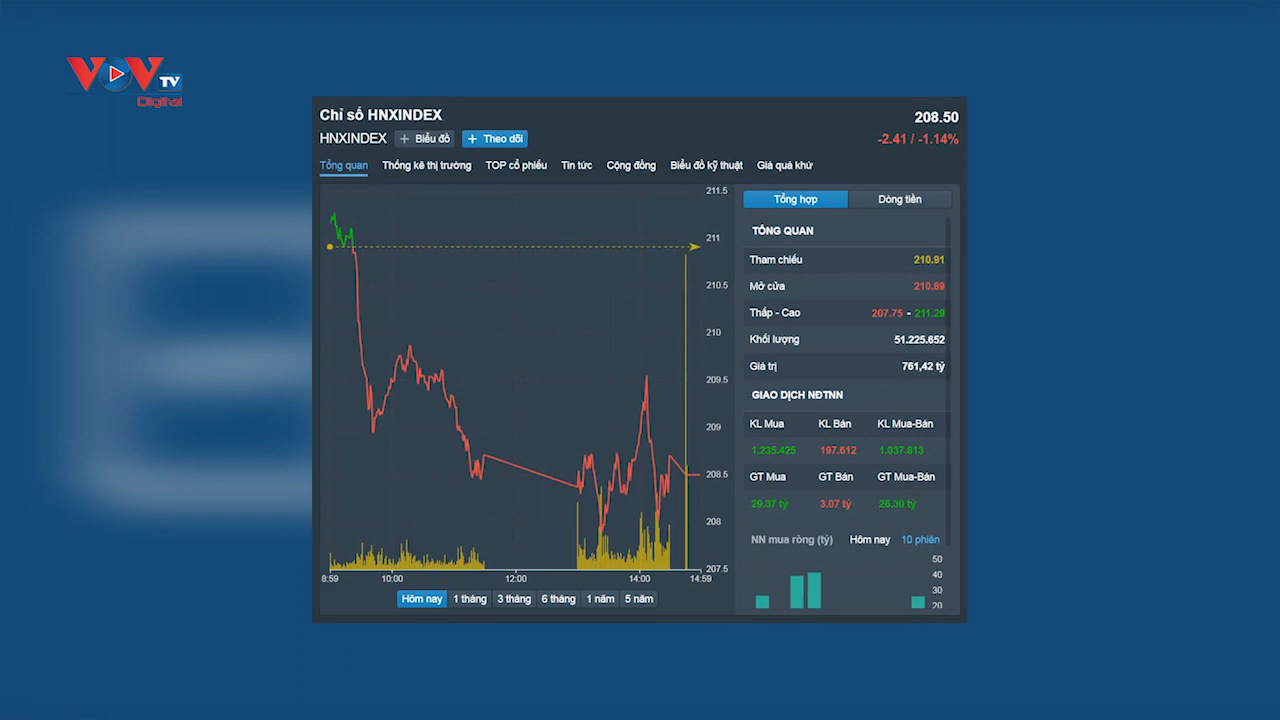 VOV TV
Digital
Chỉ số HNXINDEX
208.50
HNXINDEX + Biểu đồ + Theo dõi
-2.41 / -1.14%
Tổng quan Thống kê thị trường TOP cổ phiếu Tin tức Cộng đồng Biểu đồ kỹ thuật Giá quá khứ
211.5
211
210.5
210
209.5
209
208.5
208
207.5
8:59 10:00 12:00 14:00 14:59
Hôm nay 1 tháng 3 tháng 6 tháng 1 năm 5 năm
Tổng hợp Dòng tiền
TỔNG QUAN
Tham chiếu 210.91
Mở cửa 210.89
Thấp - Cao 207.75 - 211.29
Khối lượng 51.225.652
Giá trị 761,42 tỷ
GIAO DỊCH NĐTNN
KL Mua KL Bán KL Mua-Bán
1.235.425 197.612 1.037.813
GT Mua GT Bán GT Mua-Bán
29.37 tỷ 3.07 tỷ 26.30 tỷ
NN mua ròng (tỷ) Hôm nay 10 phiên
50
40
30
20